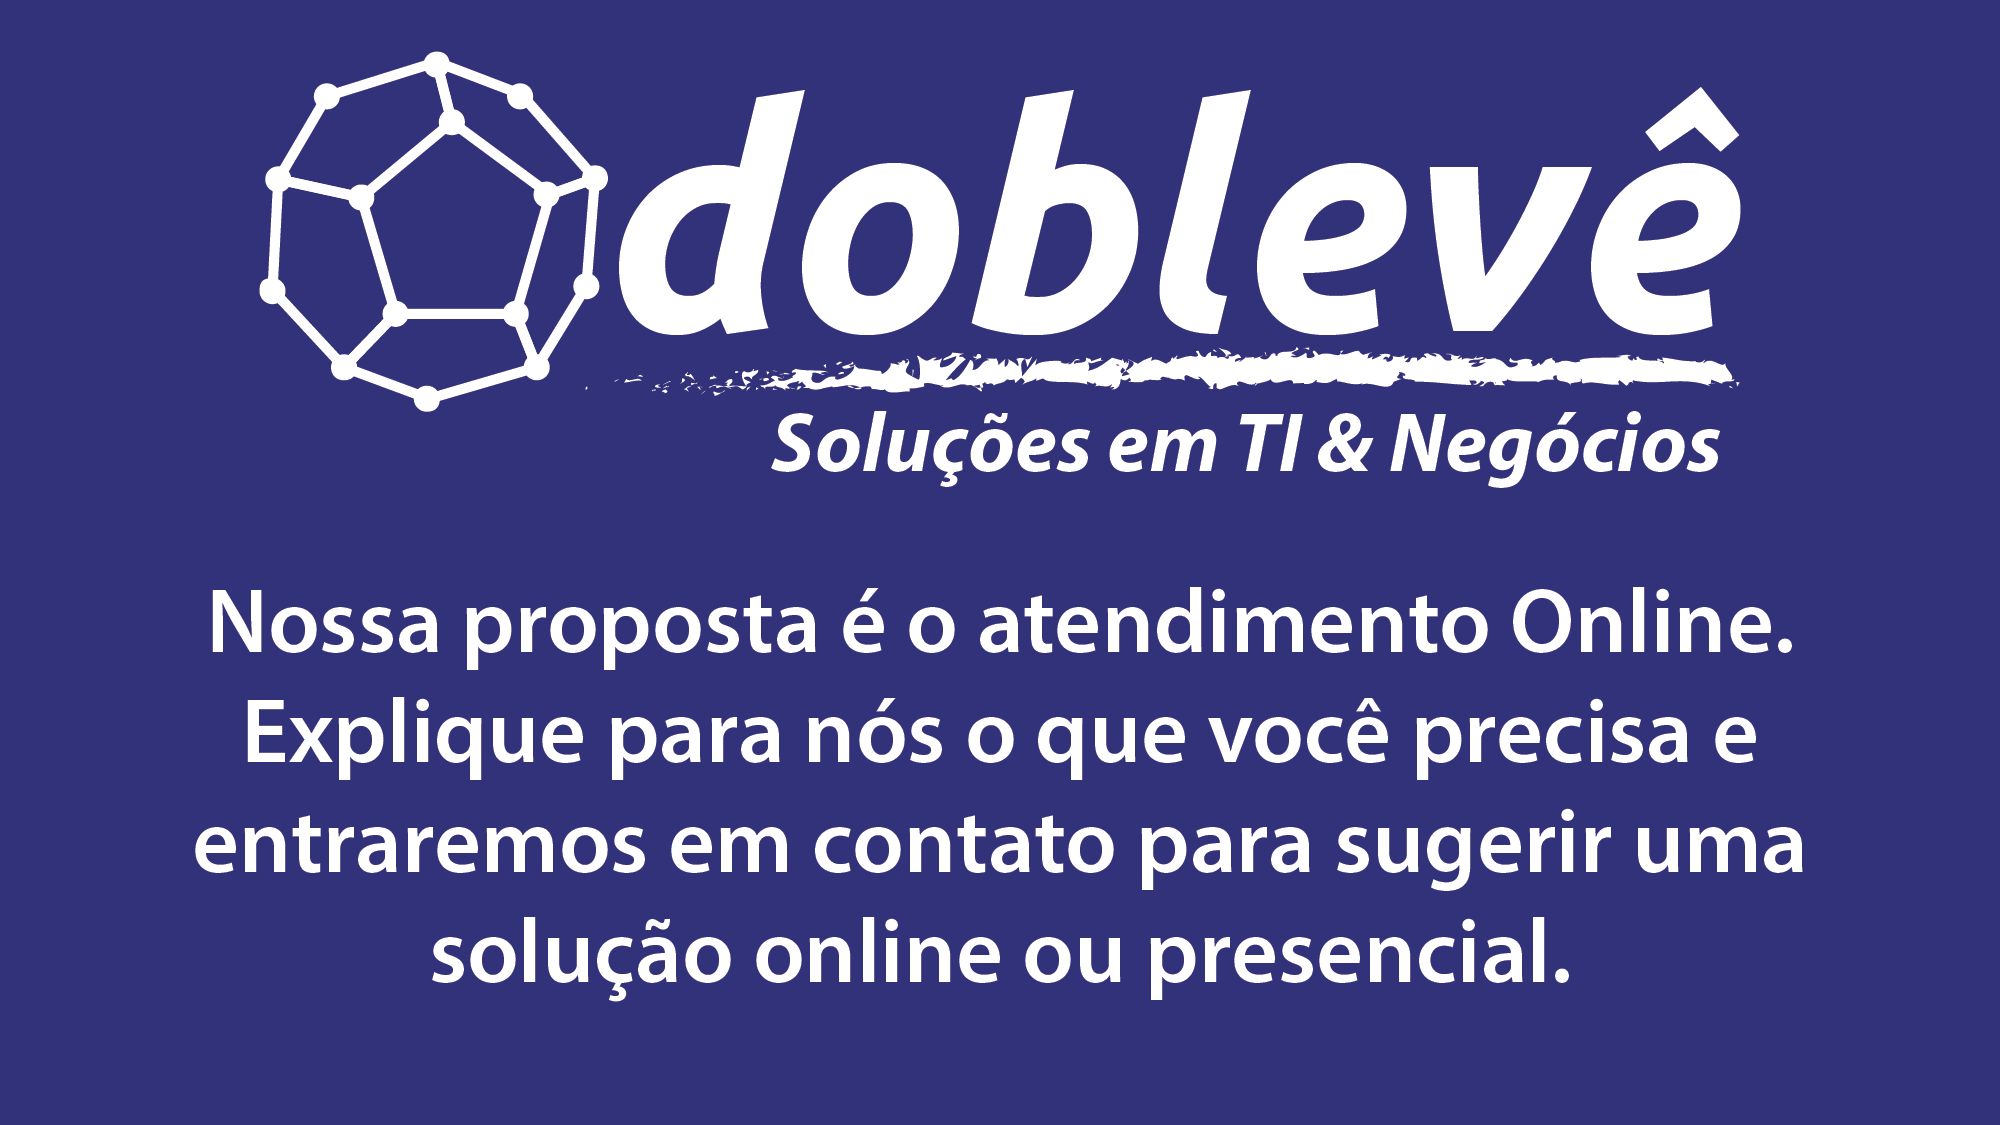 doblevê
Soluções em TI & Negócios
Nossa proposta é o atendimento Online.
Explique para nós o que você precisa e
entraremos em contato para sugerir uma
solução online ou presencial.